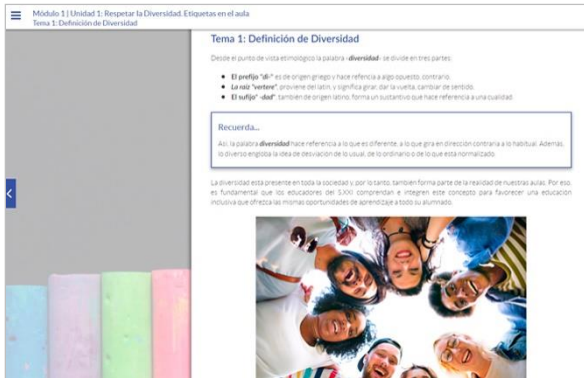 Módulo 1 | Unidad 1: Respetar la Diversidad. Etiquetas en el aula
Tema 1: Definición de Diversidad
Tema 1: Definición de Diversidad
Desde el punto de vista etimológico la palabra «diversidad» se divide en tres partes:
El prefijo "di-" es de origen griego y hace refencia a algo opuesto, contrario.
La raíz "vertere", proviene del latín, y significa girar, dar la vuelta, cambiar de sentido.
El sufijo" -dad", también de origen latino, forma un sustantivo que hace referencia a una cualidad.
Recuerda...
Así, la palabra diversidad hace referencia a lo que es diferente, a lo que gira en dirección contraria a lo habitual. Además,
lo diverso engloba la idea de desviación de lo usual, de lo ordinario o de lo que está normalizado.
La diversidad está presente en toda la sociedad y, por lo tanto, también forma parte de la realidad de nuestras aulas. Por eso,
es fundamental que los educadores del S.XXI comprendan e integren este concepto para favorecer una educación
inclusiva que ofrezca las mismas oportunidades de aprendizaje a todo su alumnado.